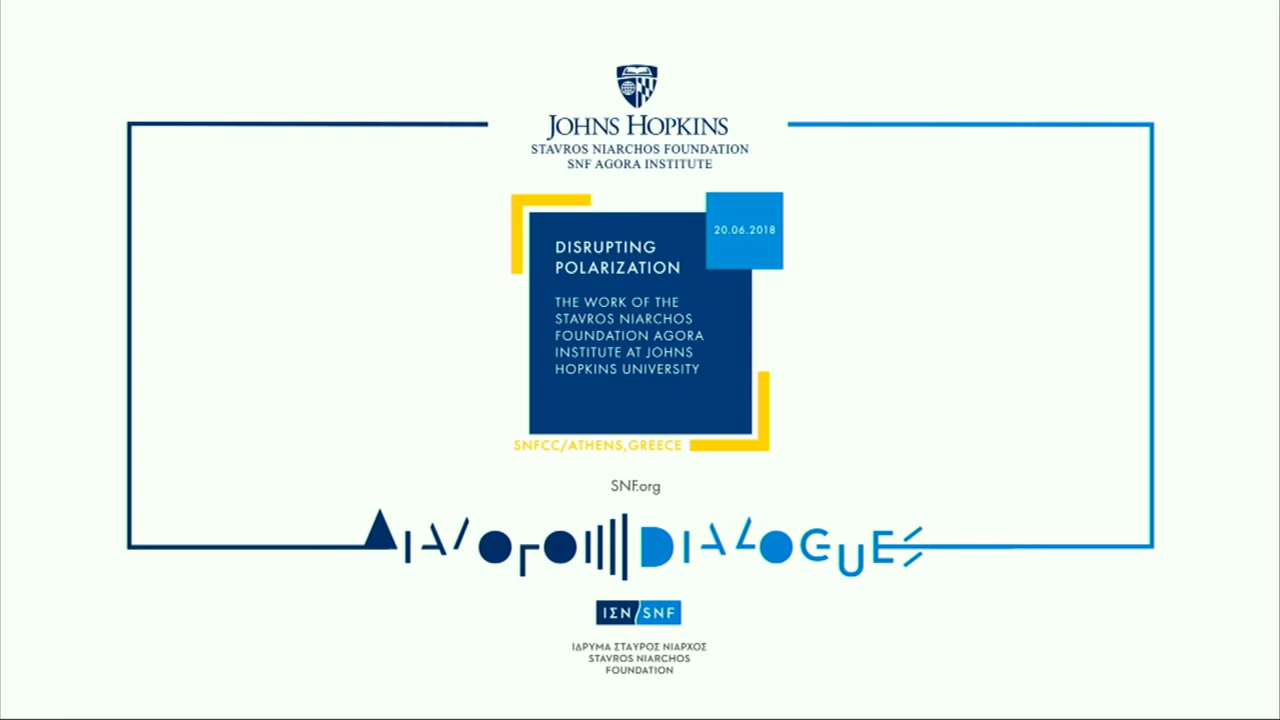 JOHNS HOPKINS
STAVROS NIARCHOS FOUNDATION
SNF AGORA INSTITUTE
20.06.2018
DISRUPTING
POLARIZATION
THE WORK OF THE
STAVROS NIARCHOS
FOUNDATION AGORA
INSTITUTE AT JOHNS
HOPKINS UNIVERSITY
SNFCC/ATHENS,GREECE
SNF.org
ΔΙΑΛΟΓΟΙ DIALOGUES
ΙΣΝ/SNF
ΙΔΡΥΜΑ ΣΤΑΥΡΟΣ ΝΙΑΡΧΟΣ
STAVROS NIARCHOS
FOUNDATION